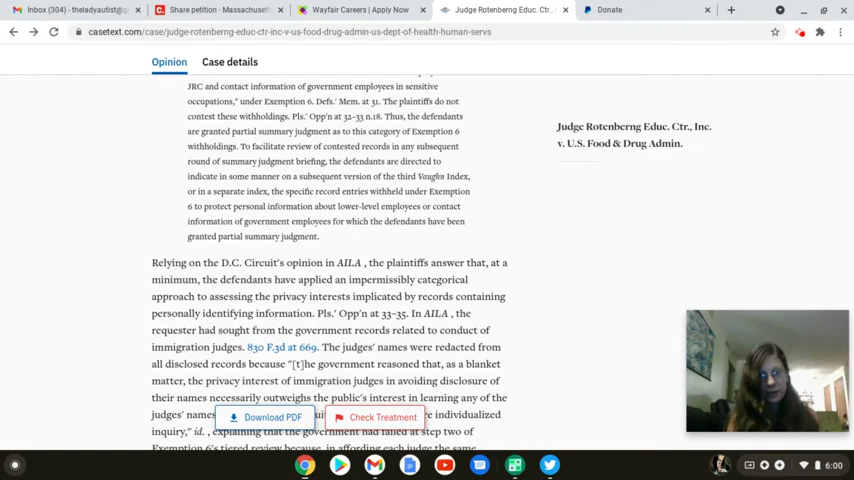 Inbox (304) - theladyautist@g
Share petition · Massachusett
Wayfair Careers | Apply Now
Judge Rotenberng Educ. Ctr.,
Donate
casetext.com/case/judge-rotenberng-educ-ctr-inc-v-us-food-drug-admin-us-dept-of-health-human-servs
Opinion
Case details
JRC and contact information of government employees in sensitive
occupations," under Exemption 6. Defs.' Mem. at 31. The plaintiffs do not
contest these withholdings. Pls.' Opp'n at 32–33 n.18. Thus, the defendants
are granted partial summary judgment as to this category of Exemption 6
withholdings. To facilitate review of contested records in any subsequent
round of summary judgment briefing, the defendants are directed to
indicate in some manner on a subsequent version of the third Vaughn Index,
or in a separate index, the specific record entries withheld under Exemption
6 to protect personal information about lower-level employees or contact
information of government employees for which the defendants have been
granted partial summary judgment.
Relying on the D.C. Circuit's opinion in AILA , the plaintiffs answer that, at a
minimum, the defendants have applied an impermissibly categorical
approach to assessing the privacy interests implicated by records containing
personally identifying information. Pls.' Opp'n at 33–35. In AILA , the
requester had sought from the government records related to conduct of
immigration judges. 830 F.3d at 669. The judges' names were redacted from
all disclosed records because "[t]he government reasoned that, as a blanket
matter, the privacy interest of immigration judges in avoiding disclosure of
their names necessarily outweighs the public's interest in learning any of the
judges' names
individualized
inquiry," id. , explaining that the government had failed at step two of
Exemption 6's tiered review because, in affording each judge the same
Judge Rotenberng Educ. Ctr., Inc.
v. U.S. Food & Drug Admin.
Download PDF
Check Treatment
6:00